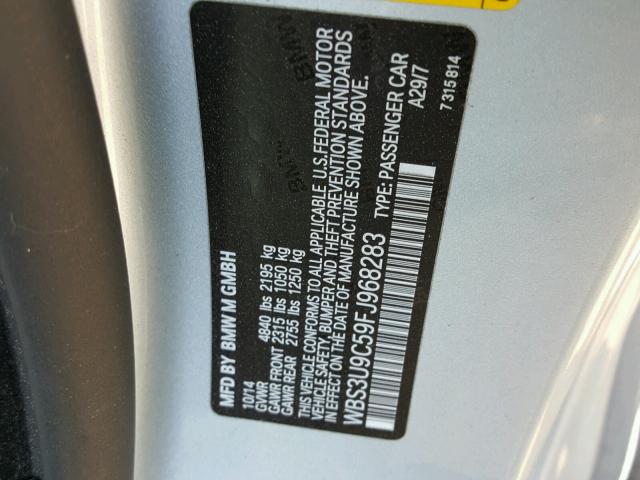 MFD BY BMW M GMBH
10/14
GVWR 4840 lbs 2195 kg
GAWR FRONT 2315 lbs 1050 kg
GAWR REAR 2755 lbs 1250 kg
THIS VEHICLE CONFORMS TO ALL APPLICABLE U.S. FEDERAL MOTOR
VEHICLE SAFETY, BUMPER AND THEFT PREVENTION STANDARDS
IN EFFECT ON THE DATE OF MANUFACTURE SHOWN ABOVE.
WBS3U9C59FJ968283 TYPE: PASSENGER CAR
A29/7
7 315 814
BMW
BMW